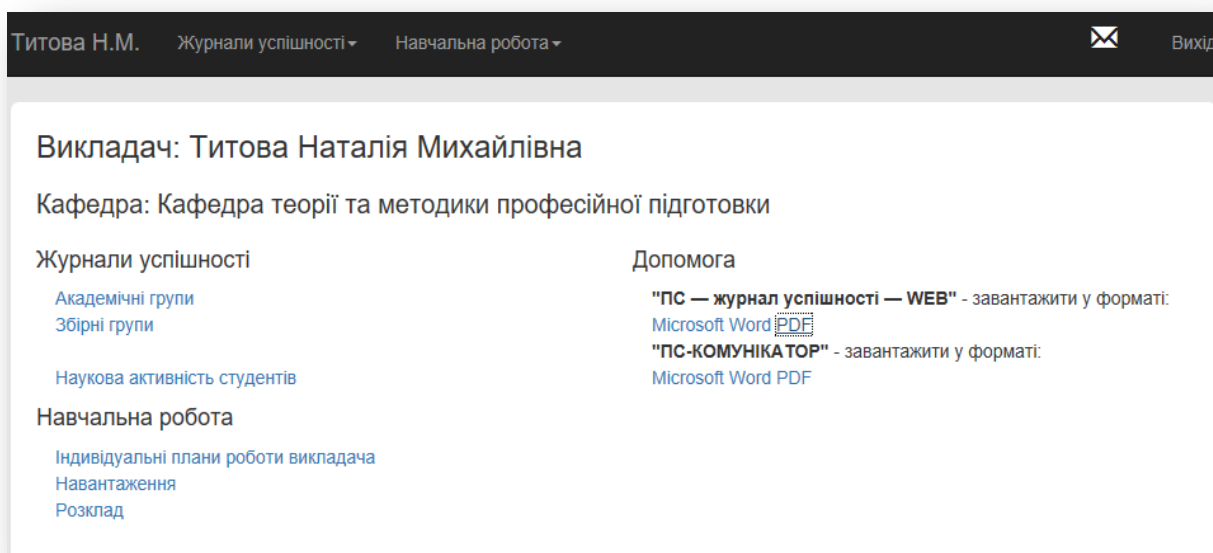 Титова Н.М. Журнали успішності Навчальна робота Вихід
Викладач: Титова Наталія Михайлівна
Кафедра: Кафедра теорії та методики професійної підготовки
Журнали успішності
Академічні групи
Збірні групи
Наукова активність студентів
Навчальна робота
Індивідуальні плани роботи викладача
Навантаження
Розклад
Допомога
"ПС — журнал успішності — WEB" - завантажити у форматі:
Microsoft Word PDF
"ПС-КОМУНІКАТОР" - завантажити у форматі:
Microsoft Word PDF